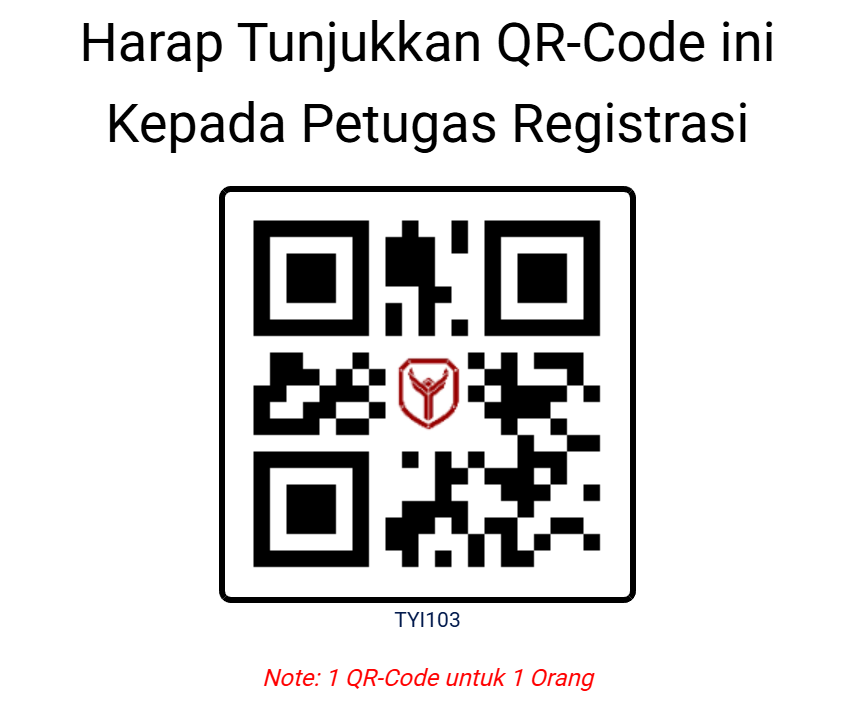 Harap Tunjukkan QR-Code ini
Kepada Petugas Registrasi
TYI103
Note: 1 QR-Code untuk 1 Orang